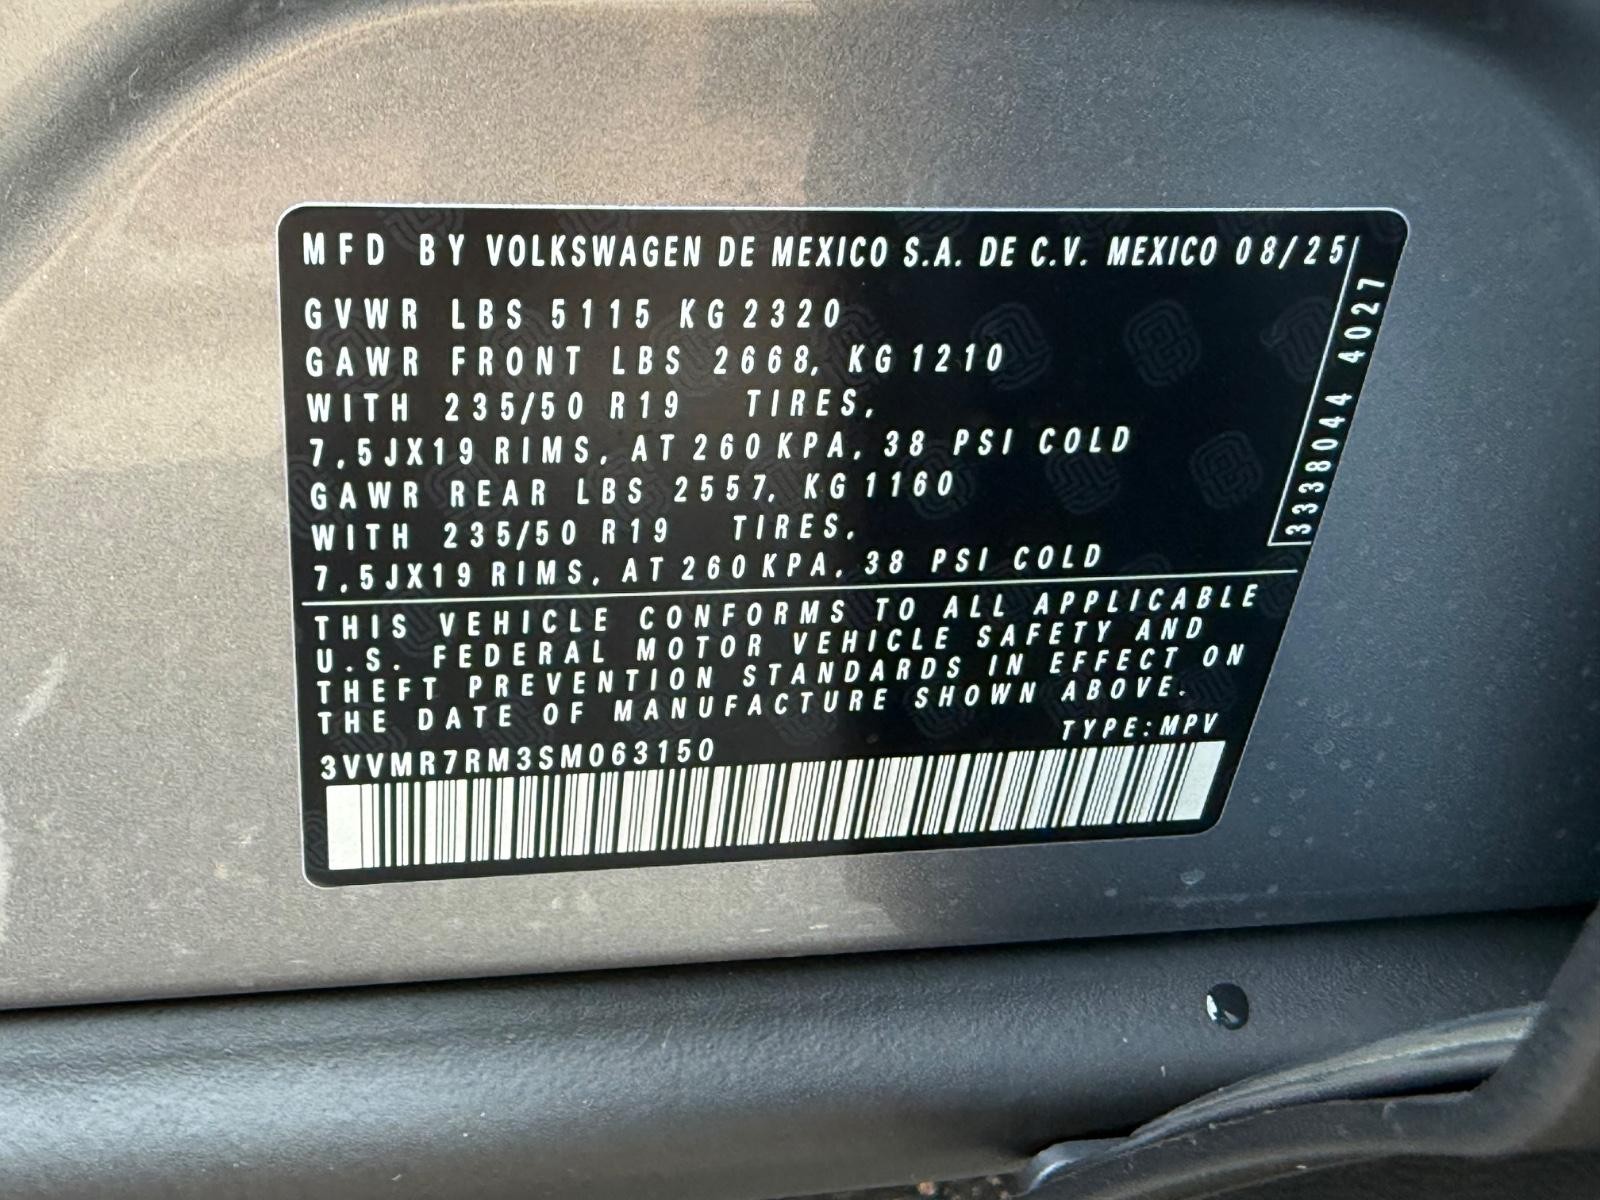 MFD BY VOLKSWAGEN DE MEXICO S.A. DE C.V. MEXICO 08/25
GVWR LBS 5115 KG 2320
GAWR FRONT LBS 2668, KG 1210
WITH 235/50 R19 TIRES,
7,5JX19 RIMS, AT 260 KPA, 38 PSI COLD
GAWR REAR LBS 2557, KG 1160
WITH 235/50 R19 TIRES,
7,5JX19 RIMS, AT 260 KPA, 38 PSI COLD
3338044 4027
THIS VEHICLE CONFORMS TO ALL APPLICABLE
U.S. FEDERAL MOTOR VEHICLE SAFETY AND
THEFT PREVENTION STANDARDS IN EFFECT ON
THE DATE OF MANUFACTURE SHOWN ABOVE.
TYPE:MPV
3VVMR7RM3SM063150